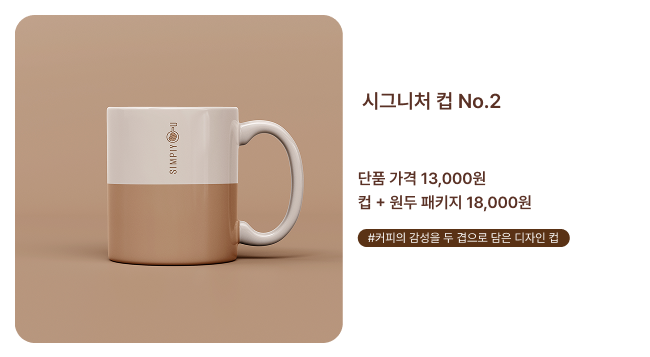 SIMPIY
시그니처 컵 No.2
단품 가격 13,000원
컵 + 원두 패키지 18,000원
#커피의 감성을 두 겹으로 담은 디자인 컵